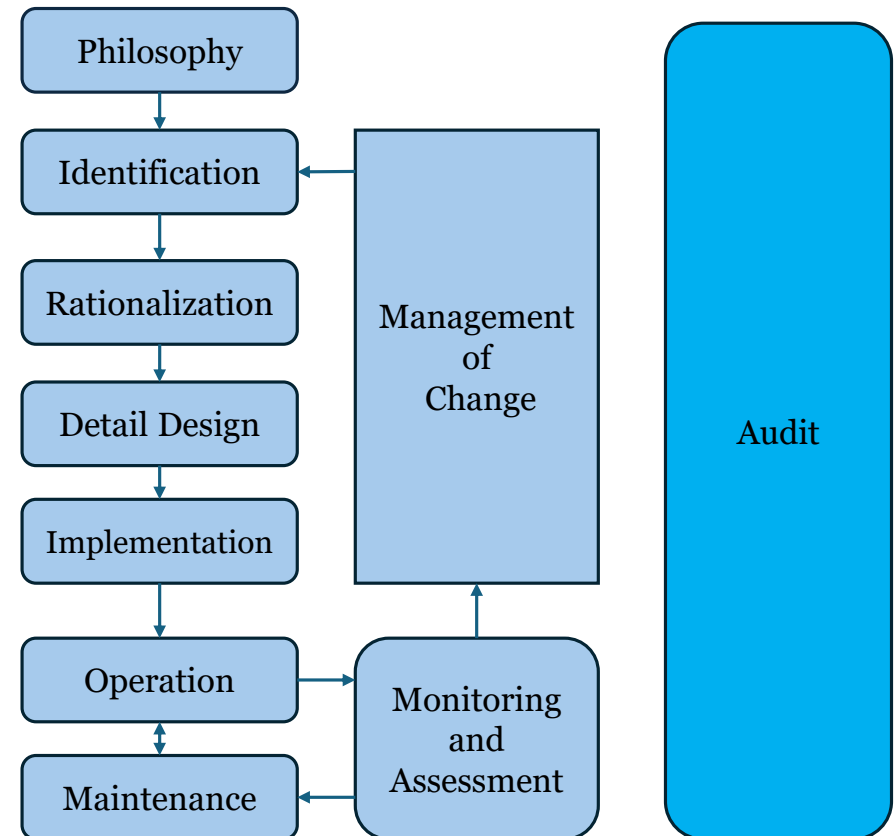 Philosophy
Identification
Rationalization
Detail Design
Implementation
Operation
Maintenance
Management
of
Change
Monitoring
and
Assessment
Audit